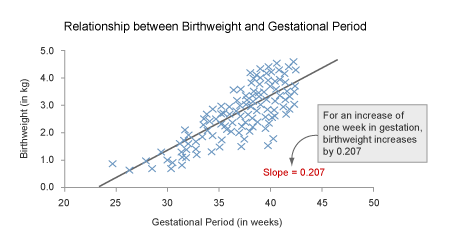 Relationship between Birthweight and Gestational Period
Birthweight (in kg)
5.0
4.0
3.0
2.0
1.0
0.0
For an increase of
one week in gestation,
birthweight increases
by 0.207
Slope = 0.207
20
25
30
35
40
45
50
Gestational Period (in weeks)